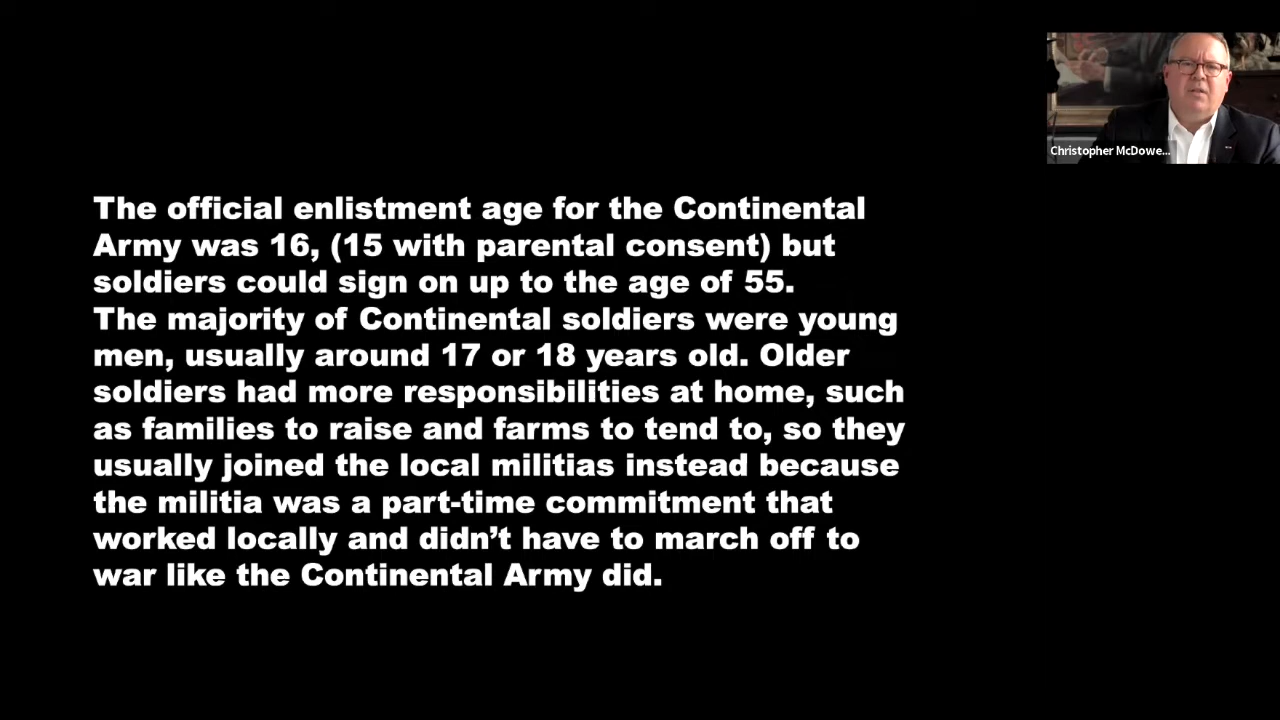 Christopher McDowe...
The official enlistment age for the Continental
Army was 16, (15 with parental consent) but
soldiers could sign on up to the age of 55.
The majority of Continental soldiers were young
men, usually around 17 or 18 years old. Older
soldiers had more responsibilities at home, such
as families to raise and farms to tend to, so they
usually joined the local militias instead because
the militia was a part-time commitment that
worked locally and didn’t have to march off to
war like the Continental Army did.